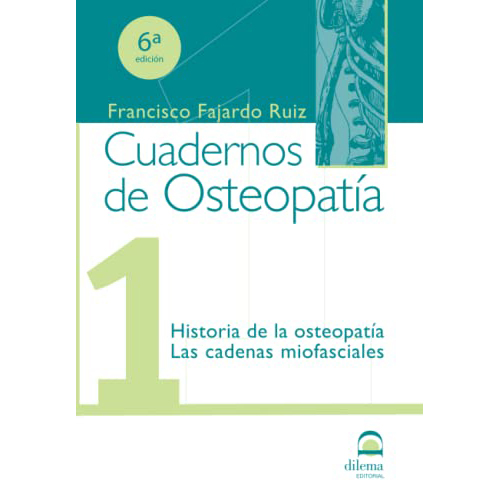 6ª
edición
Francisco Fajardo Ruiz
Cuadernos
de Osteopatía
1
Historia de la osteopatía
Las cadenas miofasciales
dilema
EDITORIAL